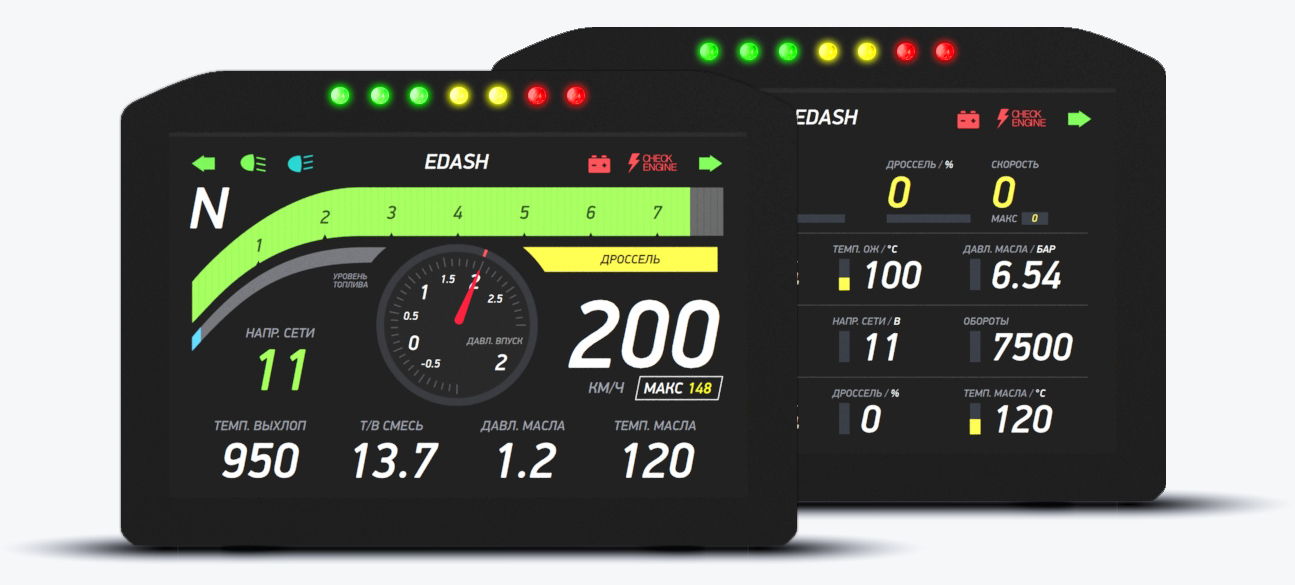 EDASH
CHECK
ENGINE
N
1
2
3
4
5
6
7
УРОВЕНЬ
ТОПЛИВА
ДРОССЕЛЬ
-0.5
0
0.5
1
1.5
2
2.5
ДАВЛ. ВПУСК
2
НАПР. СЕТИ
11
200
КМ/Ч
МАКС 148
ТЕМП. ВЫХЛОП
Т/В СМЕСЬ
ДАВЛ. МАСЛА
ТЕМП. МАСЛА
950
13.7
1.2
120
EDASH
CHECK
ENGINE
ДРОССЕЛЬ / %
СКОРОСТЬ
0
0
МАКС 0
ТЕМП. ОЖ / °C
ДАВЛ. МАСЛА / БАР
100
6.54
НАПР. СЕТИ / В
ОБОРОТЫ
11
7500
ДРОССЕЛЬ / %
ТЕМП. МАСЛА / °C
0
120